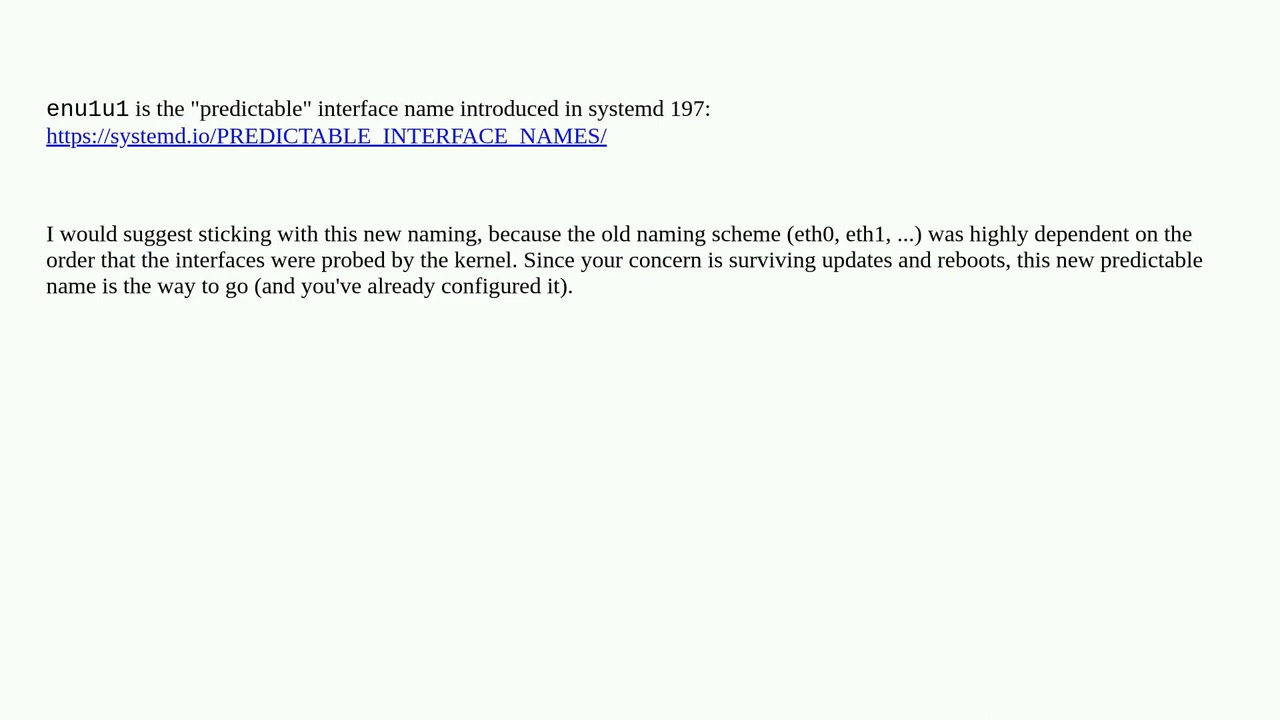 enu1u1 is the "predictable" interface name introduced in systemd 197:
https://systemd.io/PREDICTABLE_INTERFACE_NAMES/
I would suggest sticking with this new naming, because the old naming scheme (eth0, eth1, ...) was highly dependent on the
order that the interfaces were probed by the kernel. Since your concern is surviving updates and reboots, this new predictable
name is the way to go (and you've already configured it).